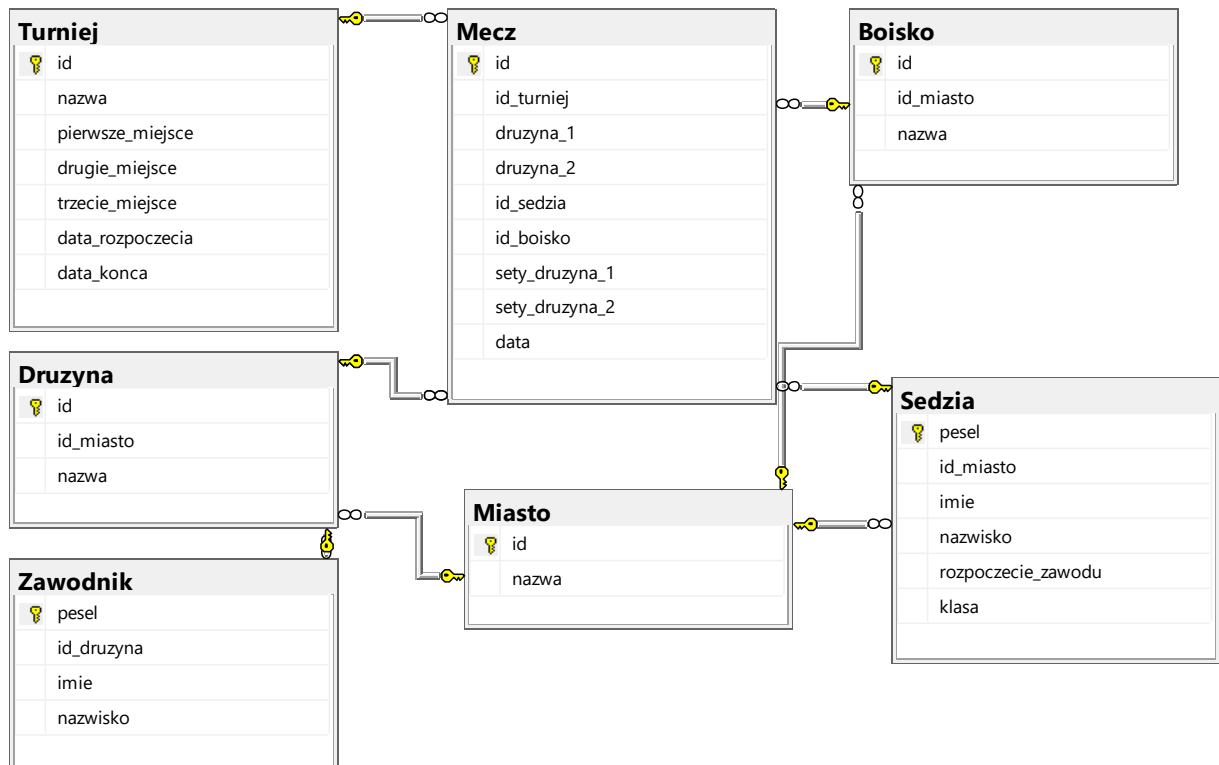 Turniej
id
nazwa
pierwsze_miejsce
drugie_miejsce
trzecie_miejsce
data_rozpoczecia
data_konca
Mecz
id
id_turniej
druzyna_1
druzyna_2
id_sedzia
id_boisko
sety_druzyna_1
sety_druzyna_2
data
Boisko
id
id_miasto
nazwa
Druzyna
id
id_miasto
nazwa
Sedzia
pesel
id_miasto
imie
nazwisko
rozpoczecie_zawodu
klasa
Miasto
id
nazwa
Zawodnik
pesel
id_druzyna
imie
nazwisko